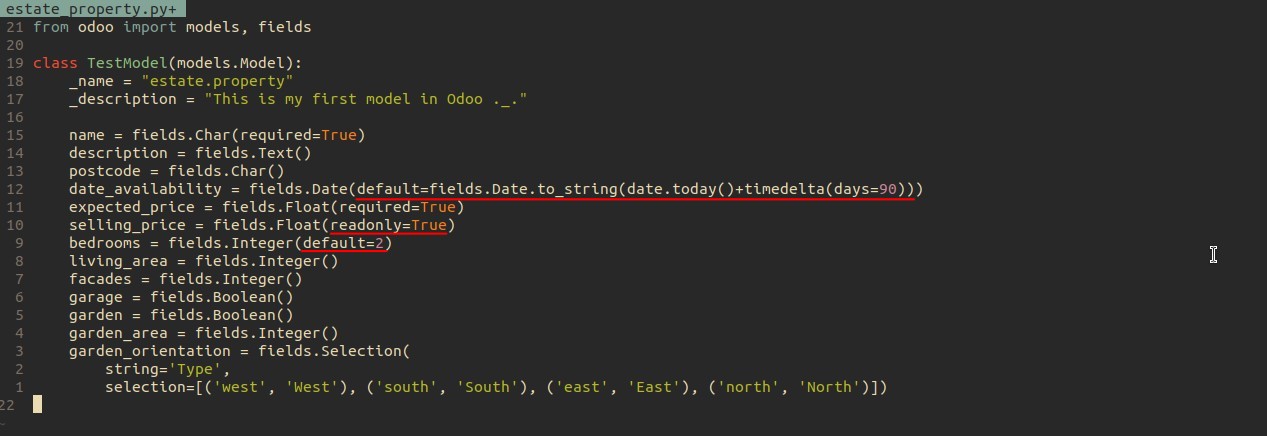 estate_property.py+
21 from odoo import models, fields
20
19 class TestModel(models.Model):
18     _name = "estate.property"
17     _description = "This is my first model in Odoo ._."
16
15     name = fields.Char(required=True)
14     description = fields.Text()
13     postcode = fields.Char()
12     date_availability = fields.Date(default=fields.Date.to_string(date.today()+timedelta(days=90)))
11     expected_price = fields.Float(required=True)
10     selling_price = fields.Float(readonly=True)
9     bedrooms = fields.Integer(default=2)
8     living_area = fields.Integer()
7     facades = fields.Integer()
6     garage = fields.Boolean()
5     garden = fields.Boolean()
4     garden_area = fields.Integer()
3     garden_orientation = fields.Selection(
2         string='Type',
1         selection=[('west', 'West'), ('south', 'South'), ('east', 'East'), ('north', 'North')])
22
~